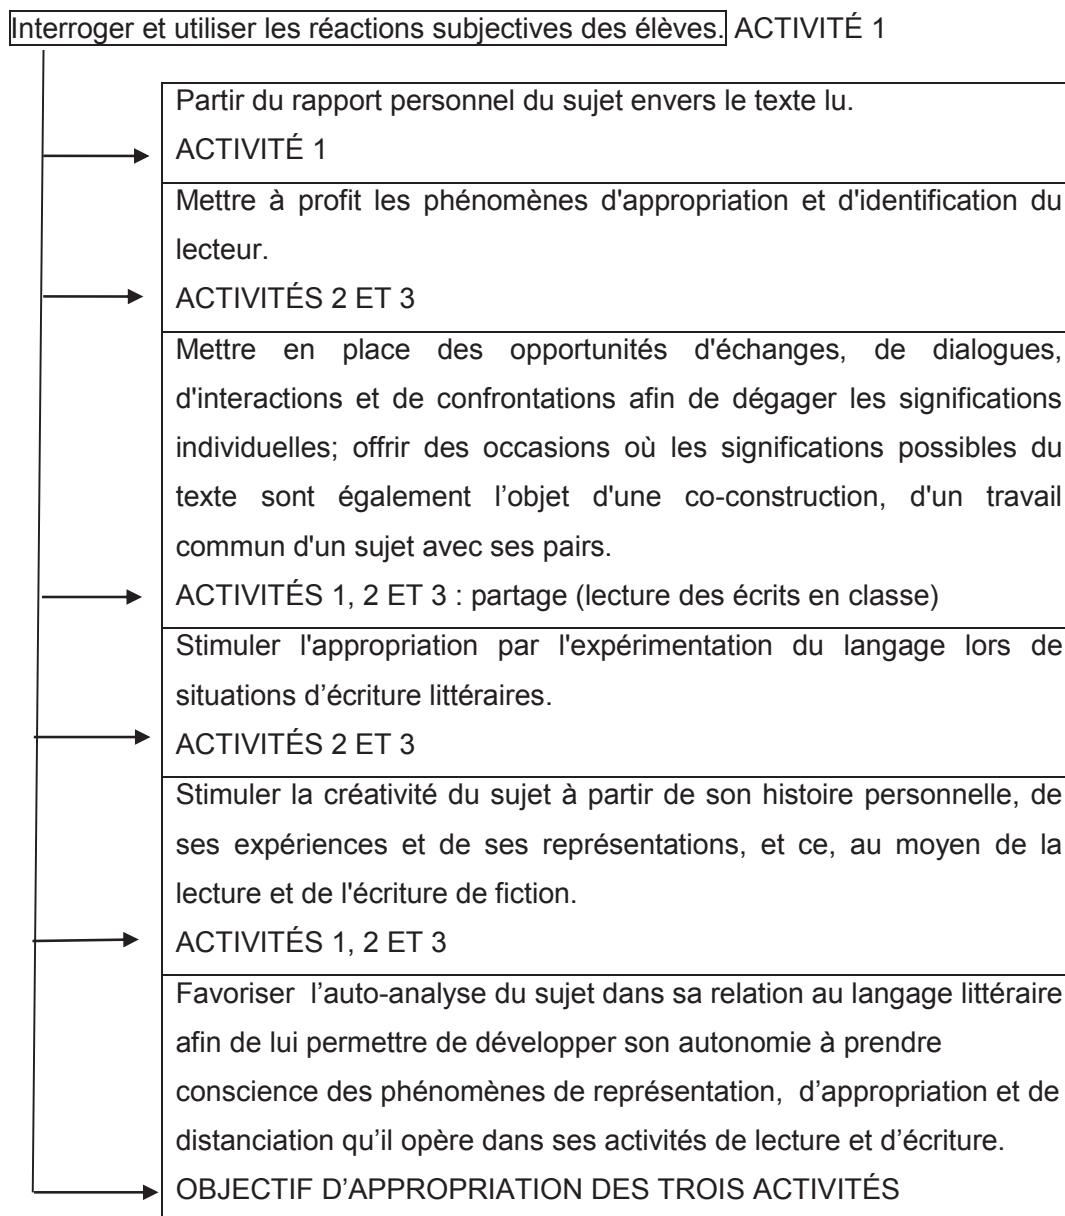 Interroger et utiliser les réactions subjectives des élèves. ACTIVITÉ 1
Partir du rapport personnel du sujet envers le texte lu.
ACTIVITÉ 1
Mettre à profit les phénomènes d'appropriation et d'identification du
lecteur.
ACTIVITÉS 2 ET 3
Mettre en place des opportunités d'échanges, de dialogues,
d'interactions et de confrontations afin de dégager les significations
individuelles; offrir des occasions où les significations possibles du
texte sont également l’objet d'une co-construction, d'un travail
commun d'un sujet avec ses pairs.
ACTIVITÉS 1, 2 ET 3 : partage (lecture des écrits en classe)
Stimuler l'appropriation par l'expérimentation du langage lors de
situations d’écriture littéraires.
ACTIVITÉS 2 ET 3
Stimuler la créativité du sujet à partir de son histoire personnelle, de
ses expériences et de ses représentations, et ce, au moyen de la
lecture et de l'écriture de fiction.
ACTIVITÉS 1, 2 ET 3
Favoriser l’auto-analyse du sujet dans sa relation au langage littéraire
afin de lui permettre de développer son autonomie à prendre
conscience des phénomènes de représentation, d’appropriation et de
distanciation qu’il opère dans ses activités de lecture et d’écriture.
OBJECTIF D’APPROPRIATION DES TROIS ACTIVITÉS